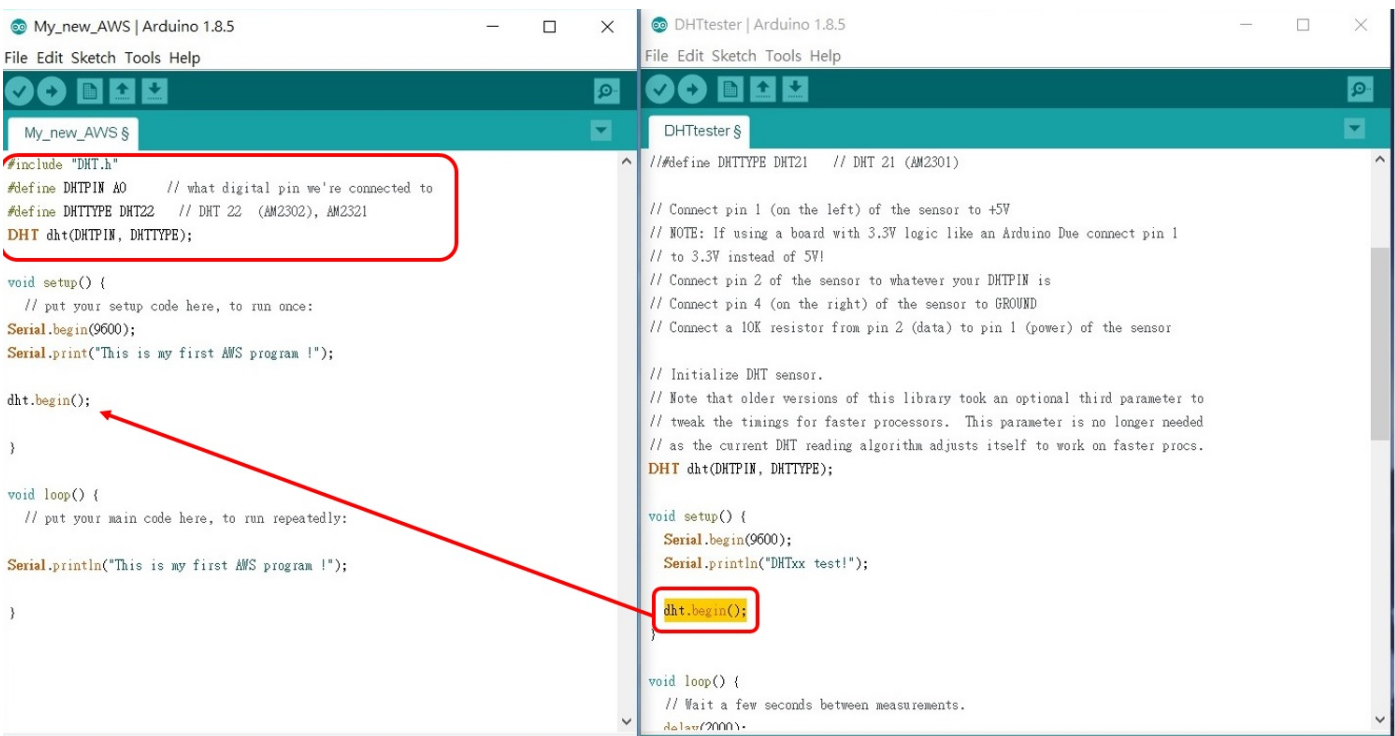 My_new_AWS | Arduino 1.8.5
File Edit Sketch Tools Help
My_new_AWS §
#include "DHT.h"
#define DHTPIN A0     // what digital pin we're connected to
#define DHTTYPE DHT22   // DHT 22  (AM2302), AM2321
DHT dht(DHTPIN, DHTTYPE);
void setup() {
// put your setup code here, to run once:
Serial.begin(9600);
Serial.print("This is my first AWS program !");
dht.begin();
}
void loop() {
// put your main code here, to run repeatedly:
Serial.println("This is my first AWS program !");
}
DHTtester | Arduino 1.8.5
File Edit Sketch Tools Help
DHTtester §
//#define DHTTYPE DHT21   // DHT 21 (AM2301)
// Connect pin 1 (on the left) of the sensor to +5V
// NOTE: If using a board with 3.3V logic like an Arduino Due connect pin 1
// to 3.3V instead of 5V!
// Connect pin 2 of the sensor to whatever your DHTPIN is
// Connect pin 4 (on the right) of the sensor to GROUND
// Connect a 10K resistor from pin 2 (data) to pin 1 (power) of the sensor
// Initialize DHT sensor.
// Note that older versions of this library took an optional third parameter to
// tweak the timings for faster processors.  This parameter is no longer needed
// as the current DHT reading algorithm adjusts itself to work on faster procs.
DHT dht(DHTPIN, DHTTYPE);
void setup() {
Serial.begin(9600);
Serial.println("DHTxx test!");
dht.begin();
}
void loop() {
// Wait a few seconds between measurements.
delay(2000);